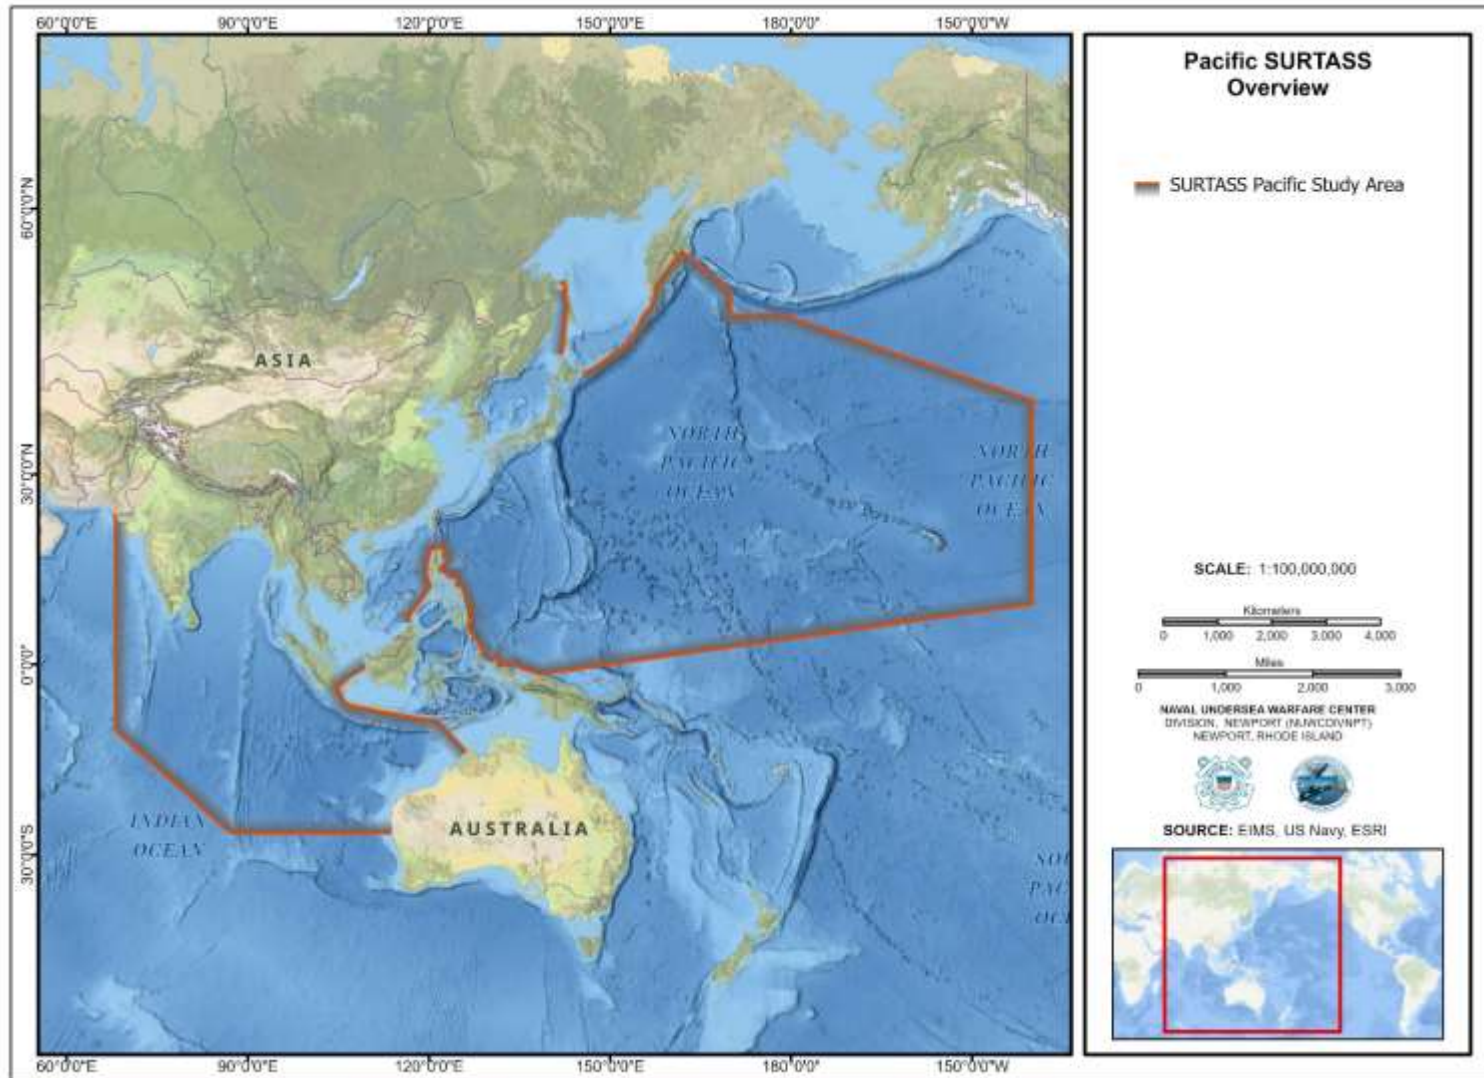 60°0'0"E 90°0'0"E 120°0'0"E 150°0'0"E 180°0'0" 150°0'0"W
60°0'0"N
30°0'0"N
0°0'0"
30°0'0"S
ASIA
NORTH
PACIFIC
OCEAN
NORTH
PACIFIC
OCEAN
INDIAN
OCEAN
AUSTRALIA
60°0'0"E 90°0'0"E 120°0'0"E 150°0'0"E 180°0'0" 150°0'0"W
Pacific SURTASS
Overview
SURTASS Pacific Study Area
SCALE: 1:100,000,000
Kilometers
0 1,000 2,000 3,000 4,000
Miles
0 1,000 2,000 3,000
NAVAL UNDERSEA WARFARE CENTER
DIVISION, NEWPORT (NUWCDIVNPT)
NEWPORT, RHODE ISLAND
SOURCE: EIMS, US Navy, ESRI